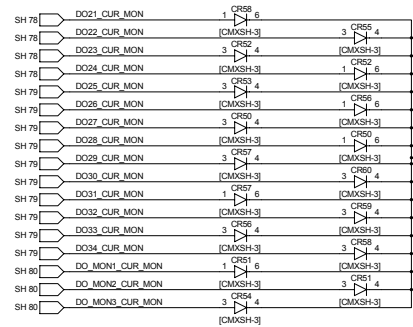 CR58
SH 78 DO21_CUR_MON 1 6
CR55
SH 78 DO22_CUR_MON [CMXSH-3] 3 4
CR52
SH 78 DO23_CUR_MON 3 4 [CMXSH-3]
CR52
SH 78 DO24_CUR_MON [CMXSH-3] 1 6
CR53
SH 79 DO25_CUR_MON 3 4 [CMXSH-3]
CR56
SH 79 DO26_CUR_MON [CMXSH-3] 1 6
CR50
SH 79 DO27_CUR_MON 3 4 [CMXSH-3]
CR50
SH 79 DO28_CUR_MON [CMXSH-3] 1 6
CR57
SH 79 DO29_CUR_MON 3 4 [CMXSH-3]
CR60
SH 79 DO30_CUR_MON [CMXSH-3] 3 4
CR57
SH 79 DO31_CUR_MON 1 6 [CMXSH-3]
CR59
SH 79 DO32_CUR_MON [CMXSH-3] 3 4
CR56
SH 79 DO33_CUR_MON 3 4 [CMXSH-3]
CR58
SH 79 DO34_CUR_MON [CMXSH-3] 3 4
CR51
SH 80 DO_MON1_CUR_MON 1 6 [CMXSH-3]
CR51
SH 80 DO_MON2_CUR_MON [CMXSH-3] 3 4
CR54
SH 80 DO_MON3_CUR_MON 3 4 [CMXSH-3]
[CMXSH-3]